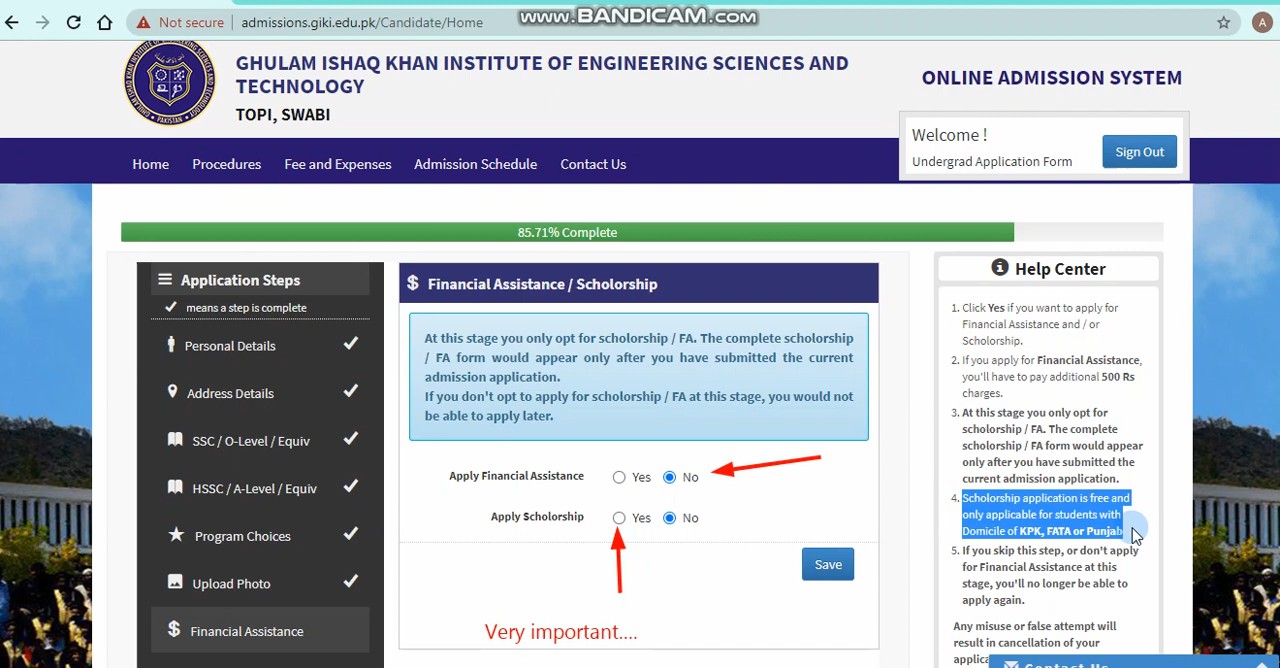 Not secure
admissions.giki.edu.pk/Candidate/Home
www.BANDICAM.com
A
GHULAM ISHAQ KHAN INSTITUTE OF ENGINEERING SCIENCES AND
TECHNOLOGY
TOPI, SWABI
ONLINE ADMISSION SYSTEM
Welcome !
Undergrad Application Form
Sign Out
Home
Procedures
Fee and Expenses
Admission Schedule
Contact Us
85.71% Complete
Application Steps
means a step is complete
Personal Details
Address Details
SSC / O-Level / Equiv
HSSC / A-Level / Equiv
Program Choices
Upload Photo
$ Financial Assistance
$ Financial Assistance / Scholorship
At this stage you only opt for scholorship / FA. The complete scholorship
/ FA form would appear only after you have submitted the current
admission application.
If you don't opt to apply for scholorship / FA at this stage, you would not
be able to apply later.
Apply Financial Assistance Yes No
Apply $cholorship Yes No
Save
Very important....
Help Center
1. Click Yes if you want to apply for
Financial Assistance and / or
Scholorship.
2. If you apply for Financial Assistance,
you'll have to pay additional 500 Rs
charges.
3. At this stage you only opt for
scholorship / FA. The complete
scholorship / FA form would appear
only after you have submitted the
current admission application.
4. Scholorship application is free and
only applicable for students with
Domicile of KPK, FATA or Punjab
5. If you skip this step, or don't apply
for Financial Assistance at this
stage, you'll no longer be able to
apply again.
Any misuse or false attempt will
result in cancellation of your
Contact Us